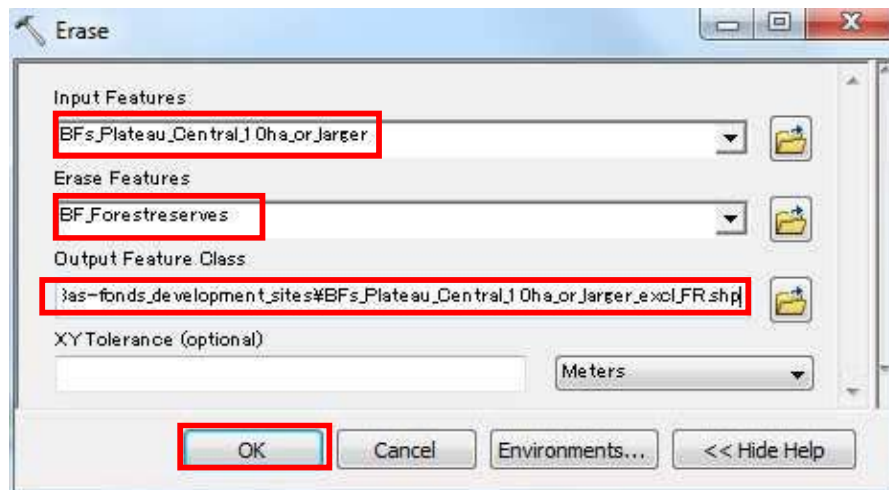 Erase
Input Features
BFs_Plateau_Central_10ha_or_larger
Erase Features
BF_Forestreserves
Output Feature Class
3as-fonds_development_sites¥BFs_Plateau_Central_10ha_or_larger_excl_FR.shp
XY Tolerance (optional)
Meters
OK Cancel Environments... << Hide Help